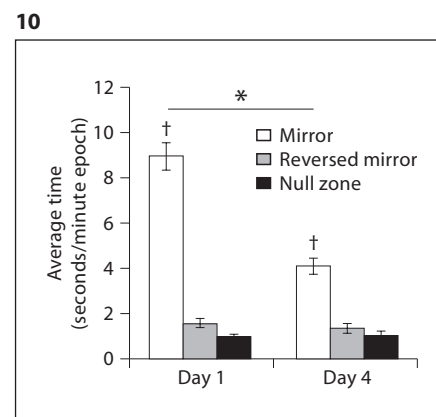 10
12
10
8
6
4
2
0
Average time
(seconds/minute epoch)
†
*
†
Mirror
Reversed mirror
Null zone
Day 1
Day 4